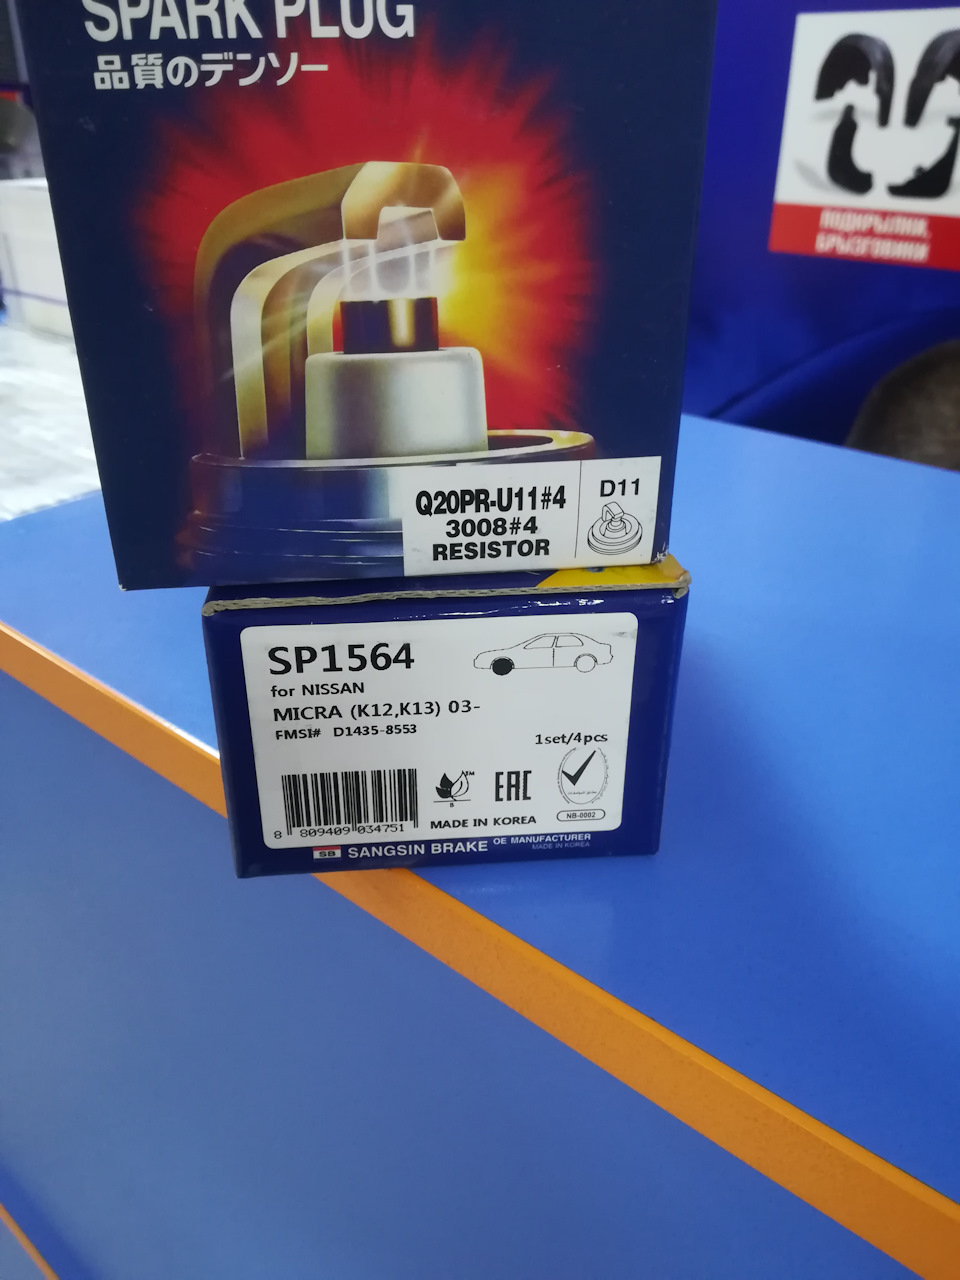 SPARK PLUG
品質のデンソー
ПОДКРЫЛКИ,
БРЫЗГОВИКИ
Q20PR-U11#4
3008#4
RESISTOR
D11
SP1564
for NISSAN
MICRA (K12,K13) 03-
FMSI# D1435-8553
1set/4pcs
8 809409 034751
B
SM
EAC
NB-0002
MADE IN KOREA
SB SANGSIN BRAKE OE MANUFACTURER
MADE IN KOREA